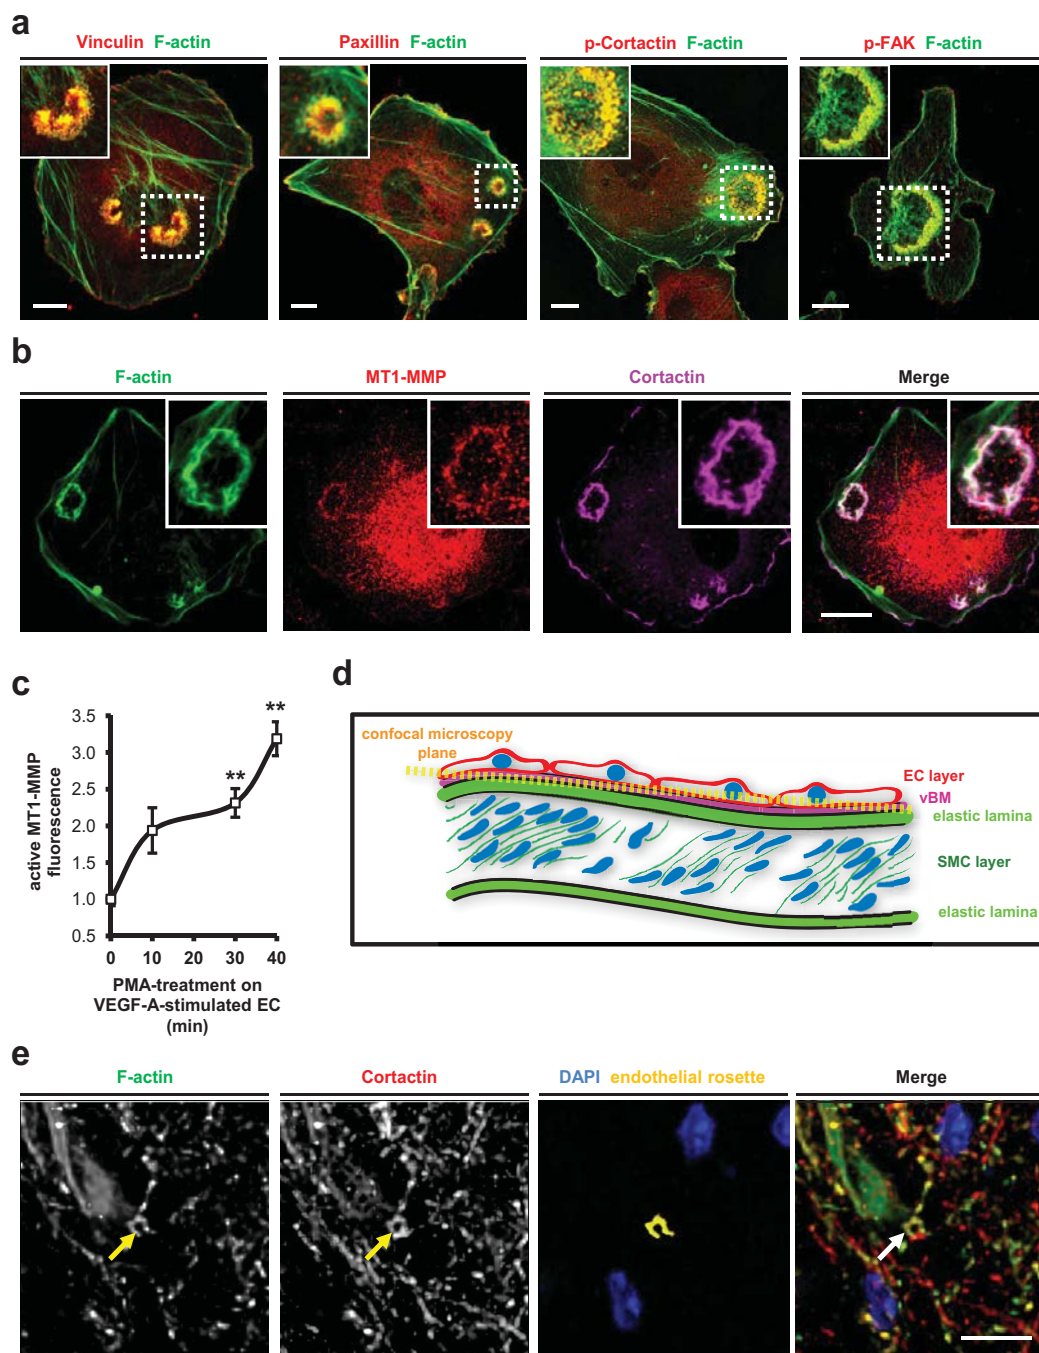 a
Vinculin F-actin
Paxillin F-actin
p-Cortactin F-actin
p-FAK F-actin
b
F-actin
MT1-MMP
Cortactin
Merge
c
active MT1-MMP
fluorescence
3.5
3.0
2.5
2.0
1.5
1.0
0.5
**
**
0 10 20 30 40
PMA-treatment on
VEGF-A-stimulated EC
(min)
d
confocal microscopy
plane
EC layer
vBM
elastic lamina
SMC layer
elastic lamina
e
F-actin
Cortactin
DAPI endothelial rosette
Merge